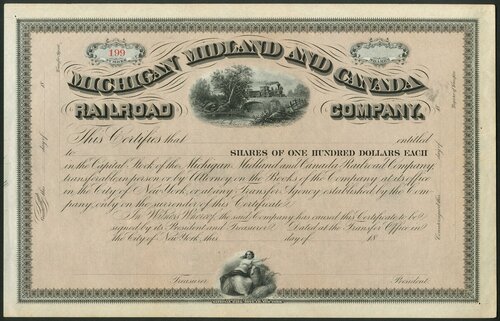 199
NUMBER
SHARES
MICHIGAN MIDLAND AND CANADA
RAILROAD COMPANY.
This Certifies that entitled
to SHARES OF ONE HUNDRED DOLLARS EACH
in the Capital Stock of the Michigan Midland and Canada Railroad Company,
transferable in person or by Attorney, on the Books of the Company at its office
in the City of New York, or at any Transfer Agency established by the Com-
pany, only on the surrender of this Certificate.
In Witness Whereof, the said Company has caused this Certificate to be
signed by its President and Treasurer. Dated at the Transfer Office in
the City of New York, this day of 18
Treasurer. President.